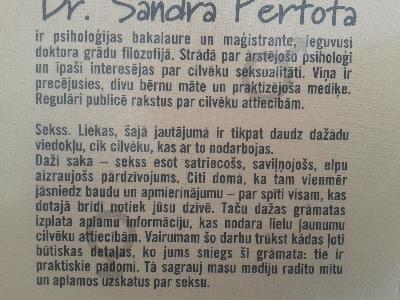 Dr. Sandra Pertota
ir psiholoģijas bakalaure un maģistrante, ieguvusi
doktora grādu filozofijā. Strādā par ārstējošo psiholoģi
un īpaši interesējas par cilvēku seksualitāti. Viņa ir
precējusies, divu bērnu māte un praktizējoša mediķe.
Regulāri publicē rakstus par cilvēku attiecībām.
Sekss. Liekas, šajā jautājumā ir tikpat daudz dažādu
viedokļu, cik cilvēku, kas ar to nodarbojas.
Daži saka – sekss esot satriecošs, saviļņojošs, elpu
aizraujošs pārdzīvojums. Citi domā, ka tam vienmēr
jāsniedz baudu un apmierinājumu – par spīti visam, kas
dotajā brīdī notiek jūsu dzīvē. Taču dažas grāmatas
izplata aplamu informāciju, kas nodara lielu ļaunumu
cilvēku attiecībām. Vairumam šo darbu trūkst kādas ļoti
būtiskas detaļas, ko jums sniegs šī grāmata: tie ir
praktiskie padomi. Tā sagrauj masu mediju radīto mītu
un aplamos uzskatus par seksu.